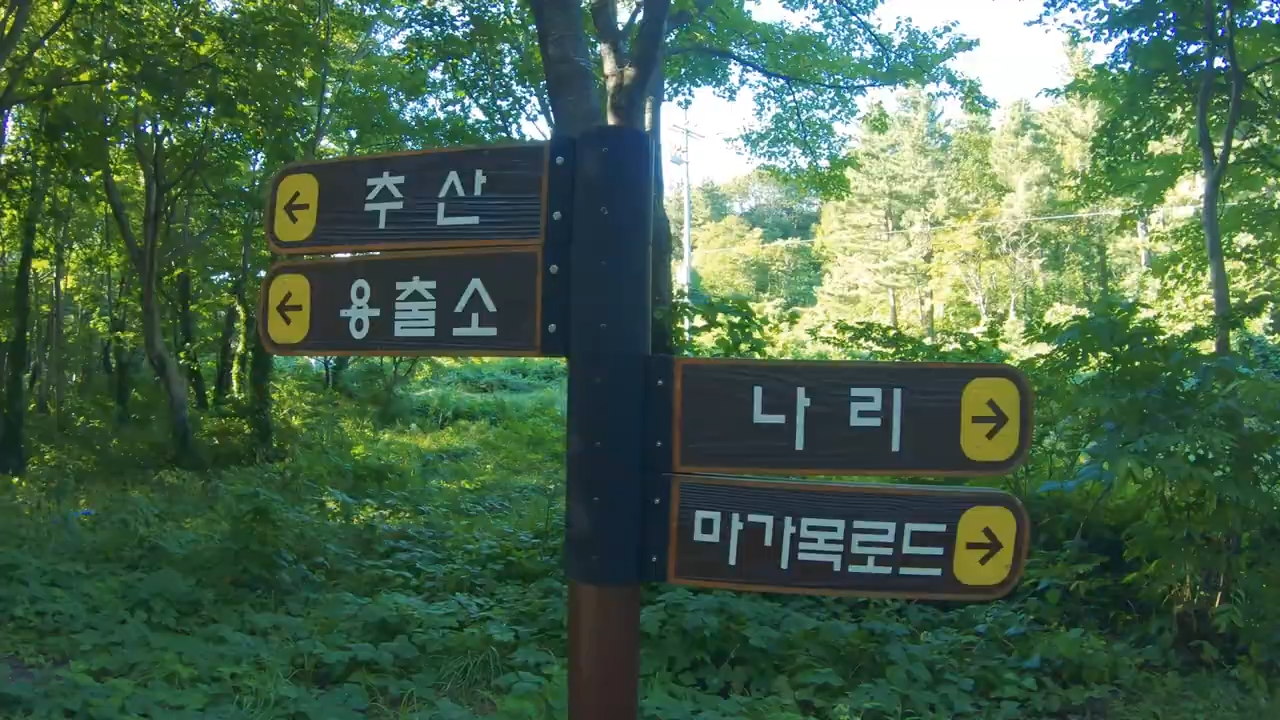 ← 추산
← 용출소
나리 →
마가목로드 →